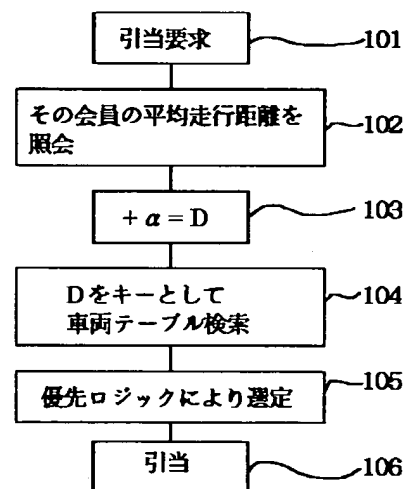 引当要求
101
その会員の平均走行距離を
照会
102
+α=D
103
Dをキーとして
車両テーブル検索
104
優先ロジックにより選定
105
引当
106